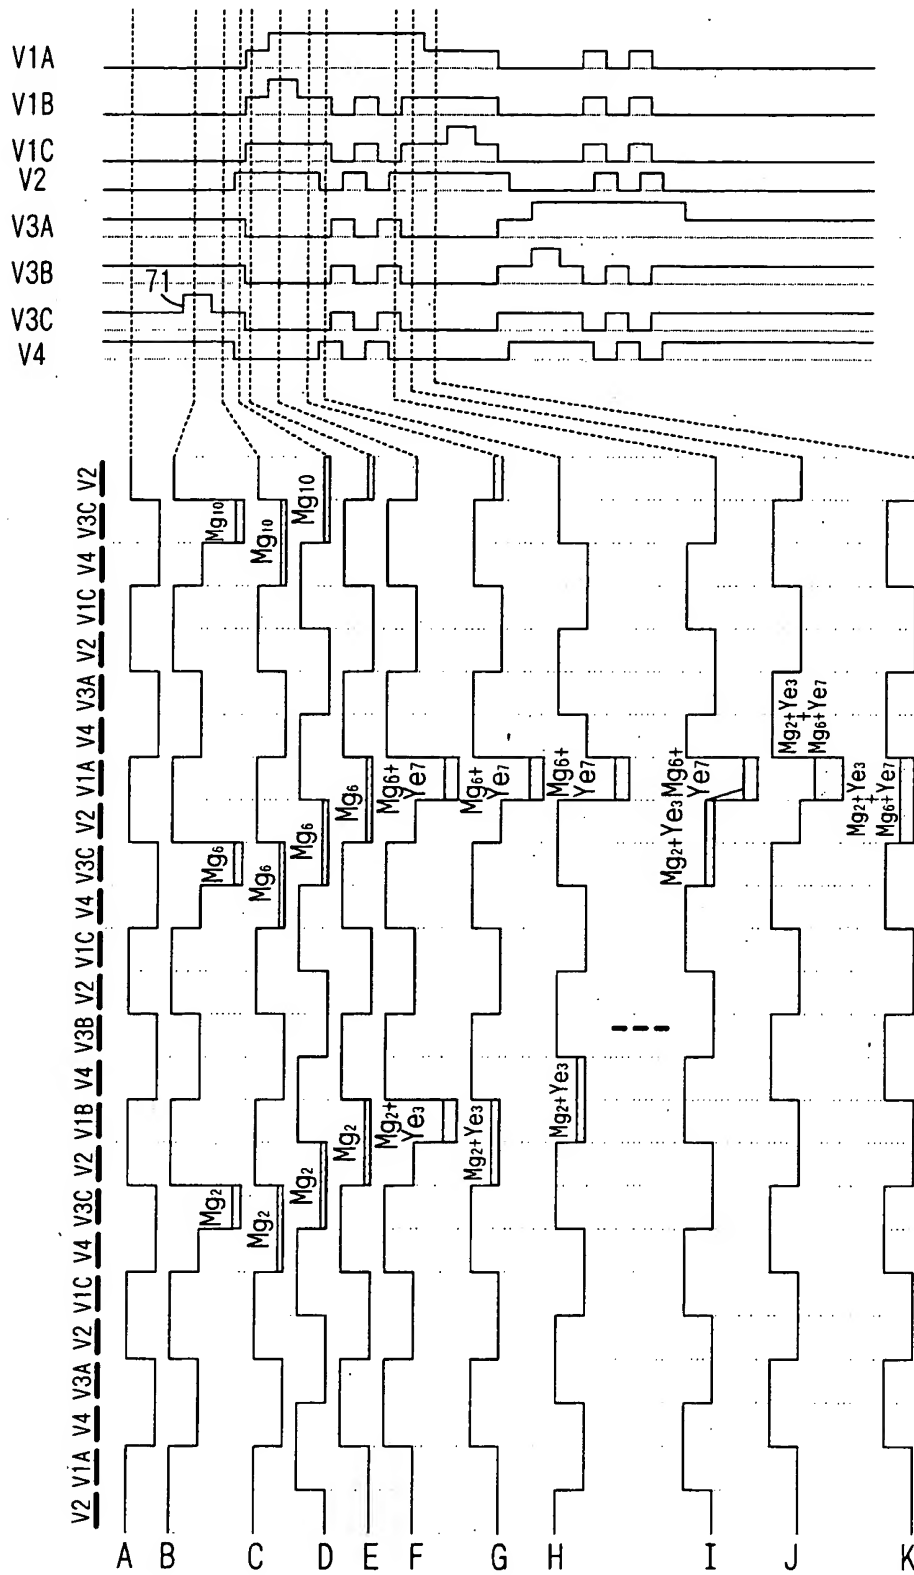 V1A
V1B
V1C
V2
V3A
V3B
71
V3C
V4
V2
V3C
V4
V1C
V2
V3A
V4
V1A
V2
V3C
V4
V1C
V2
V3B
V4
V1B
V2
V3C
V4
V1C
V2
V3A
V4
V1A
V2
Mg10
Mg10
Mg10
Mg6
Mg6
Mg6
Mg6
Mg2
Mg2
Mg2
Mg2
Mg6+
Ye7
Mg6+
Ye7
Mg6+
Ye7
Mg6+
Ye7
Mg2+Ye3
Mg2+Ye3
+
Mg6+Ye7
Mg2+Ye3
+
Mg6+Ye7
Mg2+
Ye3
Mg2+Ye3
Mg2+Ye3
A B C D E F G H I J K